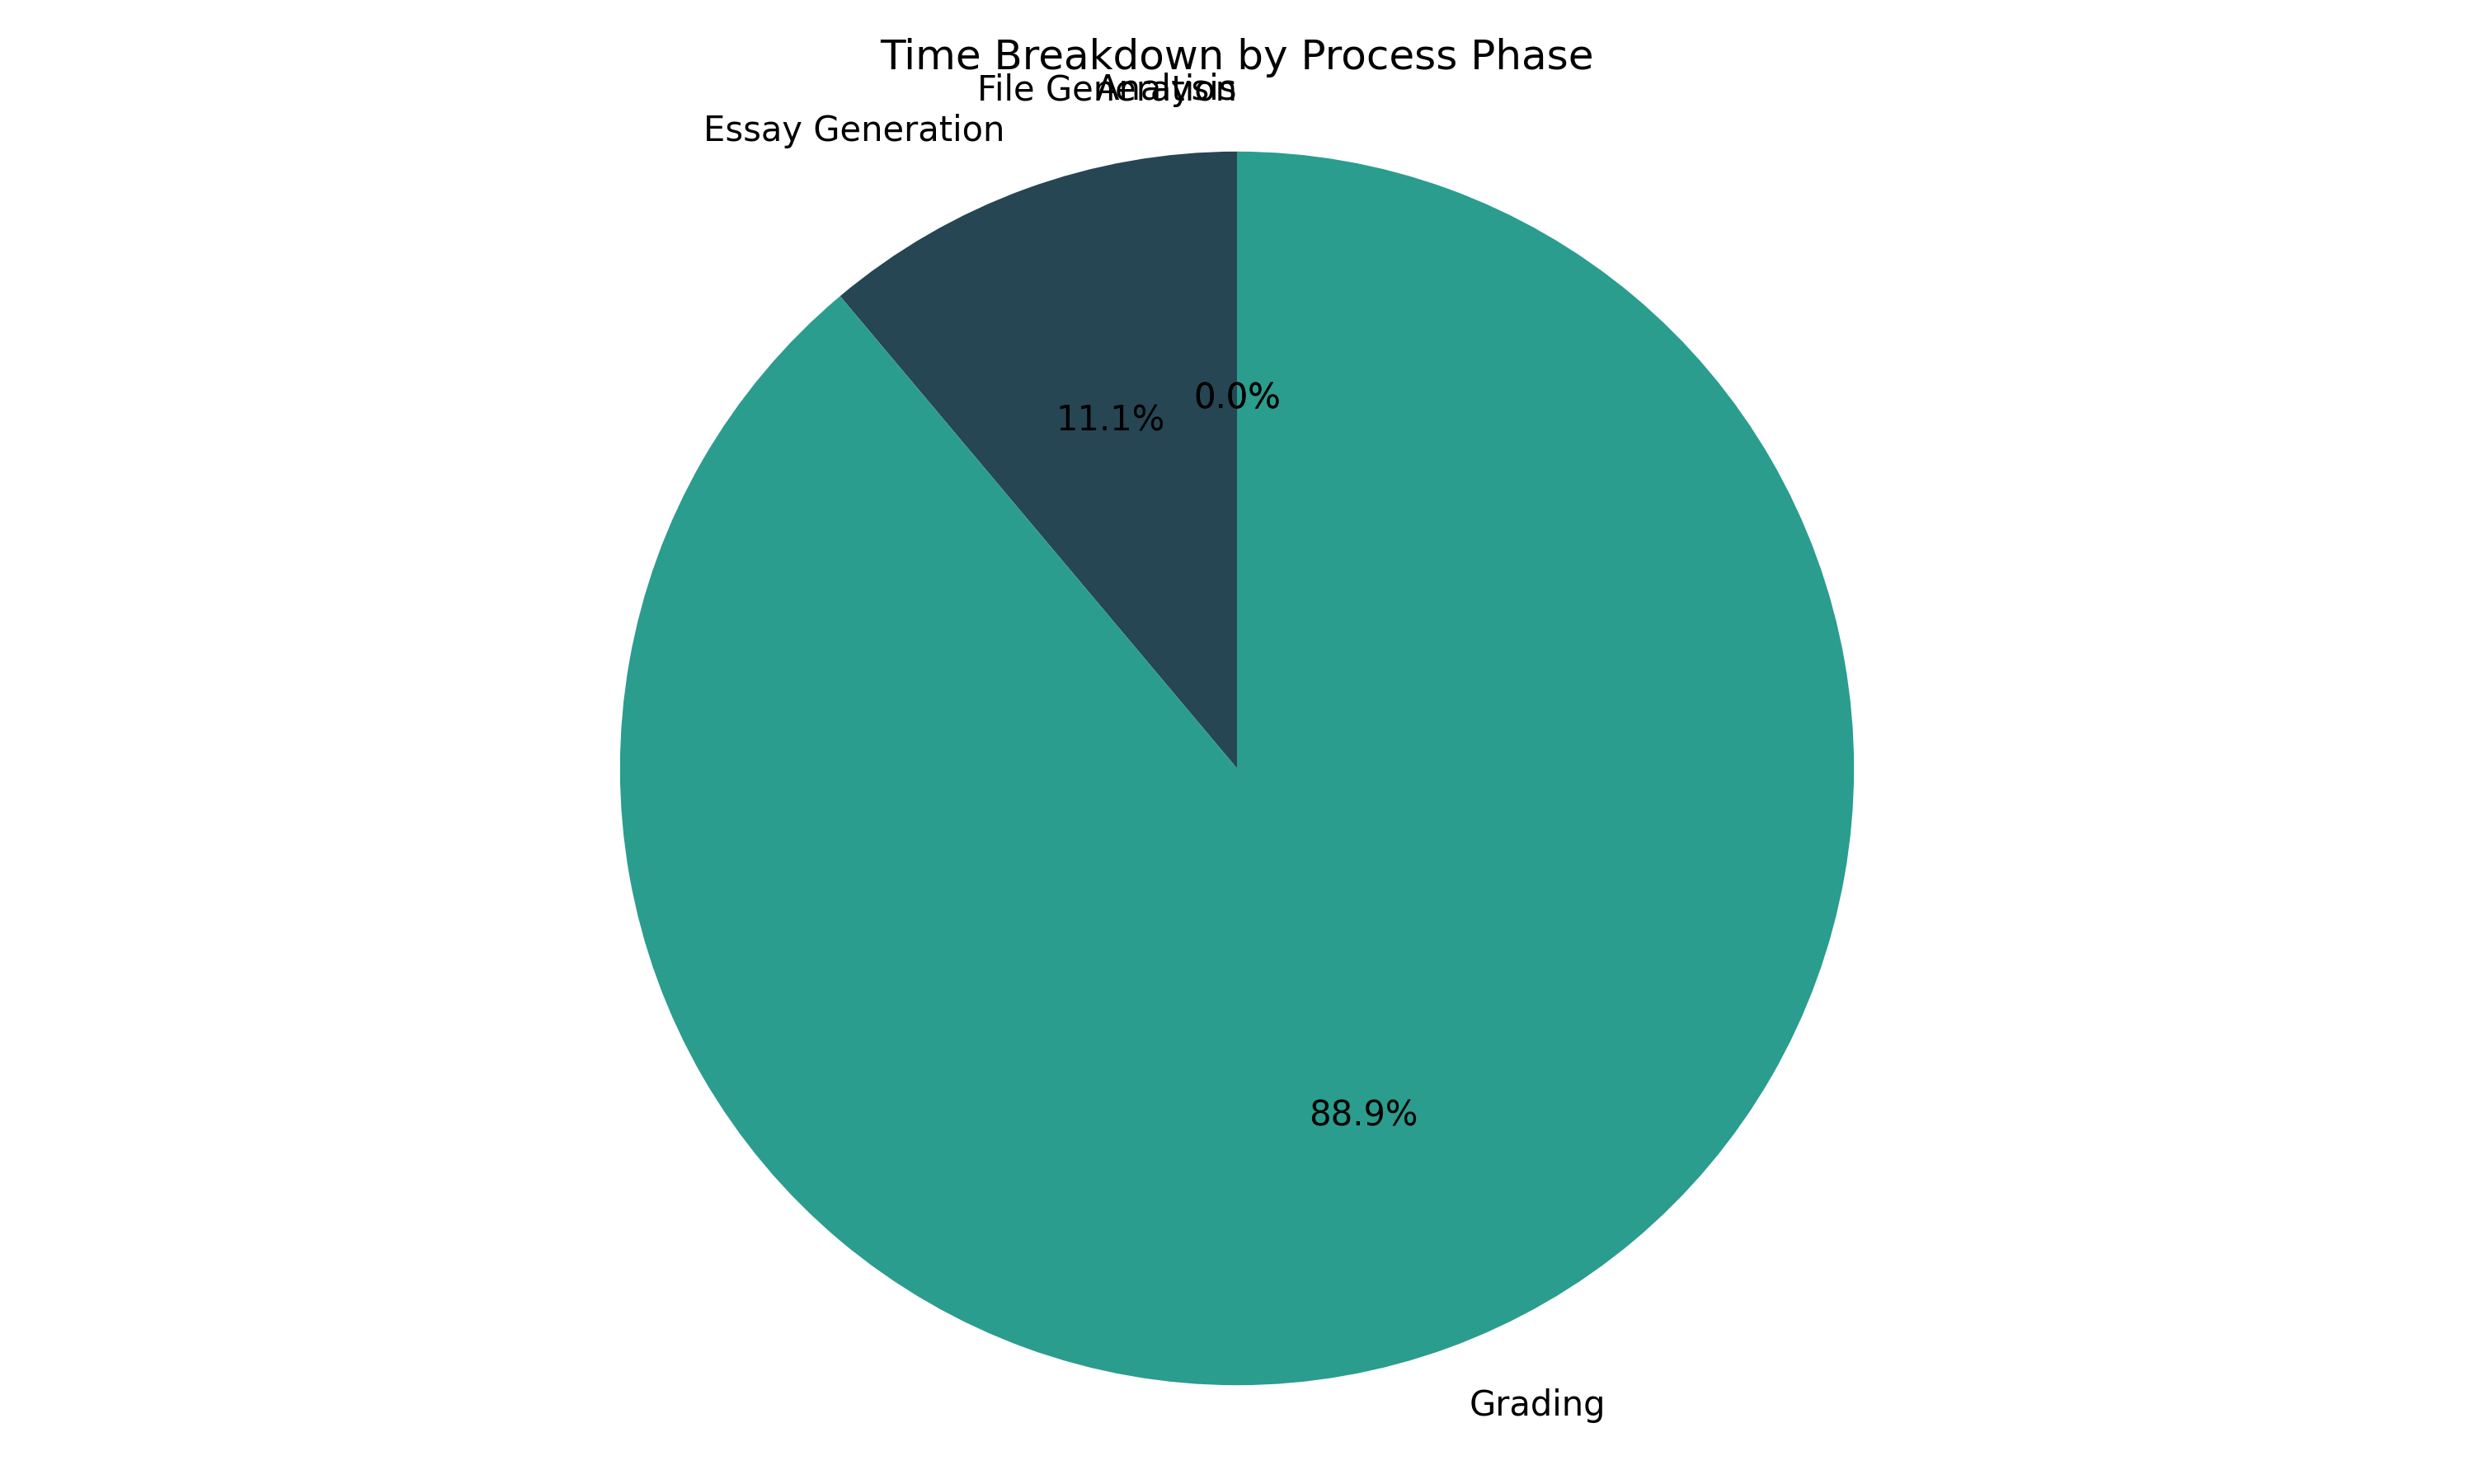 Time Breakdown by Process Phase
File Generation
Analysis
Essay Generation
0.0%
11.1%
88.9%
Grading